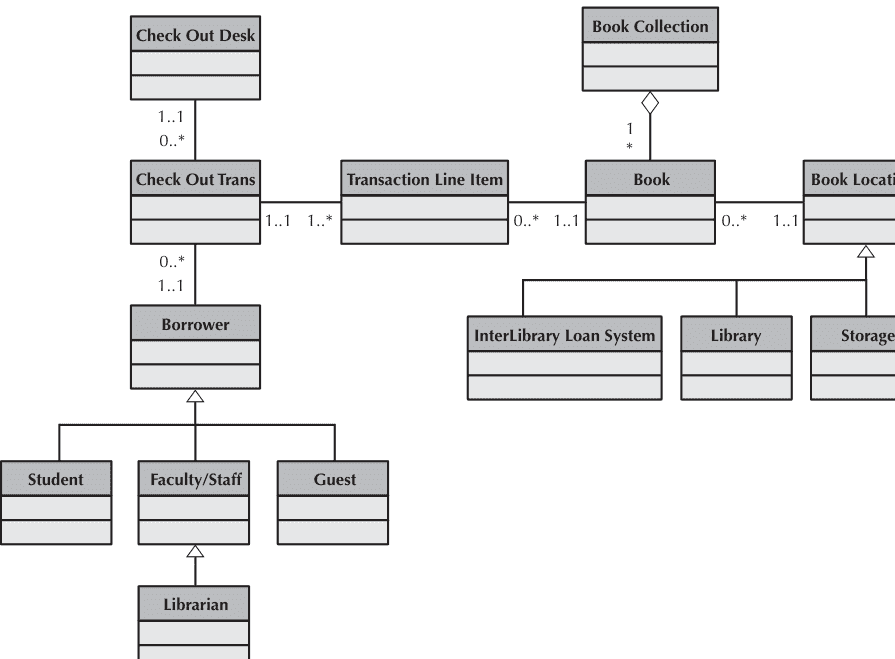 Check Out Desk
Book Collection
1..1
0..*
1
*
Check Out Trans
Transaction Line Item
Book
Book Locati
1..1
1..*
0..*
1..1
0..*
1..1
0..*
1..1
Borrower
InterLibrary Loan System
Library
Storage
Student
Faculty/Staff
Guest
Librarian